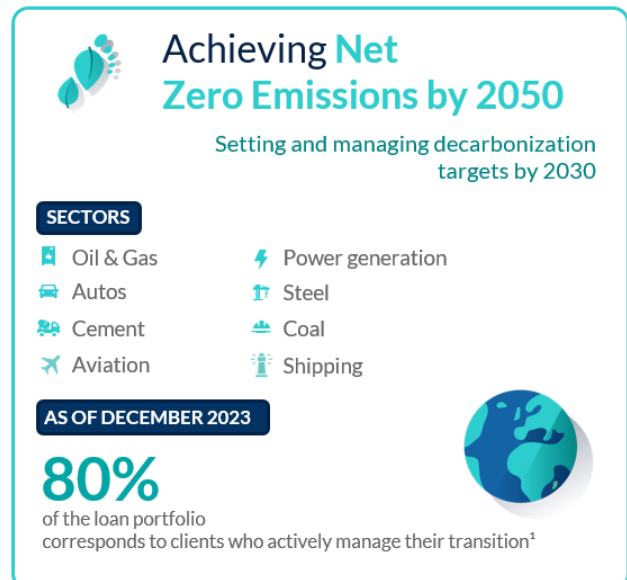 Achieving Net
Zero Emissions by 2050
Setting and managing decarbonization
targets by 2030
SECTORS
Oil & Gas
Autos
Cement
Aviation
Power generation
Steel
Coal
Shipping
AS OF DECEMBER 2023
80%
of the loan portfolio
corresponds to clients who actively manage their transition¹